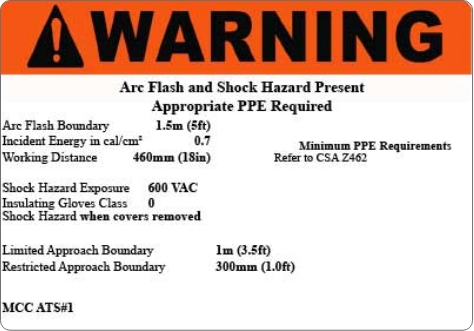 WARNING
Arc Flash and Shock Hazard Present
Appropriate PPE Required
Arc Flash Boundary 1.5m (5ft)
Incident Energy in cal/cm² 0.7
Minimum PPE Requirements
Working Distance 460mm (18in) Refer to CSA Z462
Shock Hazard Exposure 600 VAC
Insulating Gloves Class 0
Shock Hazard when covers removed
Limited Approach Boundary 1m (3.5ft)
Restricted Approach Boundary 300mm (1.0ft)
MCC ATS#1